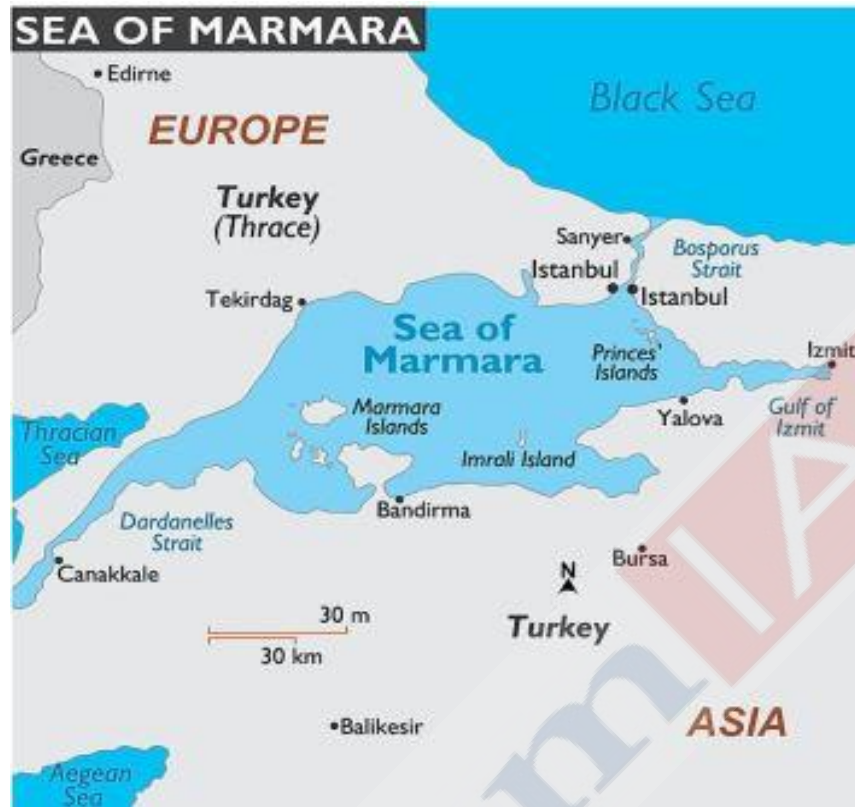 SEA OF MARMARA
Edirne
Black Sea
EUROPE
Greece
Turkey
(Thrace)
Sanyer
Bosporus
Strait
Istanbul
Istanbul
Tekirdag
Sea of
Marmara
Princes'
Islands
Izmit
Marmara
Islands
Yalova
Gulf of
Izmit
Thracian
Sea
Imrali Island
Bandirma
Dardanelles
Strait
Canakkale
Bursa
N
30 m
30 km
Turkey
Balikesir
ASIA
Aegean
Sea
mIA